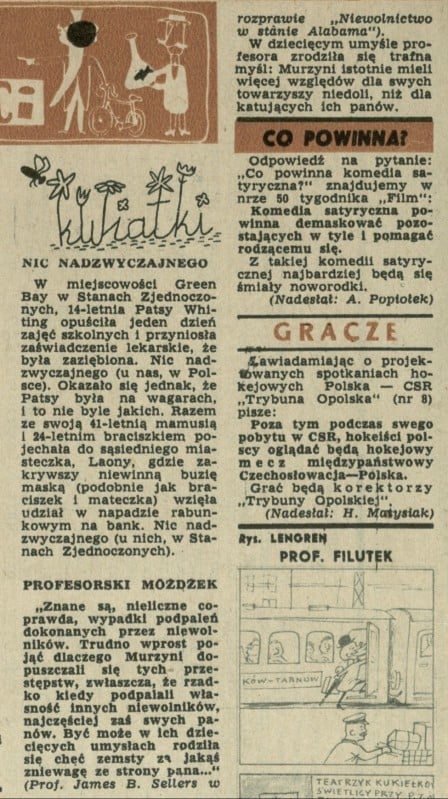 kwiatki
NIC NADZWYCZAJNEGO
W miejscowości Green
Bay w Stanach Zjednoczo-
nych, 14-letnia Patsy Whi-
ting opuściła jeden dzień
zajęć szkolnych i przyniosła
zaświadczenie lekarskie, że
była zaziębiona. Nic nad-
zwyczajnego (u nas, w Pol-
sce). Okazało się jednak, że
Patsy była na wagarach,
i to nie byle jakich. Razem
ze swoją 41-letnią mamusią
i 24-letnim braciszkiem po-
jechała do sąsiedniego mia-
steczka, Laony, gdzie za-
krywszy niewinną buzię
maską (podobnie jak bra-
ciszek i mateczka) wzięła
udział w napadzie rabun-
kowym na bank. Nic nad-
zwyczajnego (u nich, w Sta-
nach Zjednoczonych).
PROFESORSKI MÓŻDŻEK
„Znane są, nieliczne co-
prawda, wypadki podpaleń
dokonanych przez niewol-
ników. Trudno wprost po-
jąć dlaczego Murzyni do-
puszczali się tych prze-
stępstw, zwłaszcza, że rzad-
ko kiedy podpalali wła-
sność innych niewolników,
najczęściej zaś swych pa-
nów. Być może w ich dzie-
cięcych umysłach rodziła
się chęć zemsty za jakąś
zniewagę ze strony pana..."
(Prof. James B. Sellers w
rozprawie „Niewolnictwo
w stanie Alabama").
W dziecięcym umyśle pro-
fesora zrodziła się trafna
myśl: Murzyni istotnie mieli
więcej względów dla swych
towarzyszy niedoli, niż dla
katujących ich panów.
CO POWINNA?
Odpowiedź na pytanie:
„Co powinna komedia sa-
tyryczna?" znajdujemy w
nrze 50 tygodnika „Film":
Komedia satyryczna po-
winna demaskować pozo-
stających w tyle i pomagać
rodzącemu się.
Z takiej komedii satyry-
cznej najbardziej będą się
śmiały noworodki.
(Nadesłał: A. Popiołek)
GRACZE
Zawiadamiając o projek-
towanych spotkaniach ho-
kejowych Polska — CSR
„Trybuna Opolska" (nr 8)
pisze:
Poza tym podczas swego
pobytu w CSR, hokeiści pol-
scy oglądać będą hokejowy
mecz międzypaństwowy
Czechosłowacja—Polska.
Grać będą korektorzy
„Trybuny Opolskiej".
(Nadesłał: H. Matysiak)
Rys. LENGREN
PROF. FILUTEK
KÓW-TARNÓW
TEATRZYK KUKIEŁKO
ŚWIETLICY PRZY P.Z.